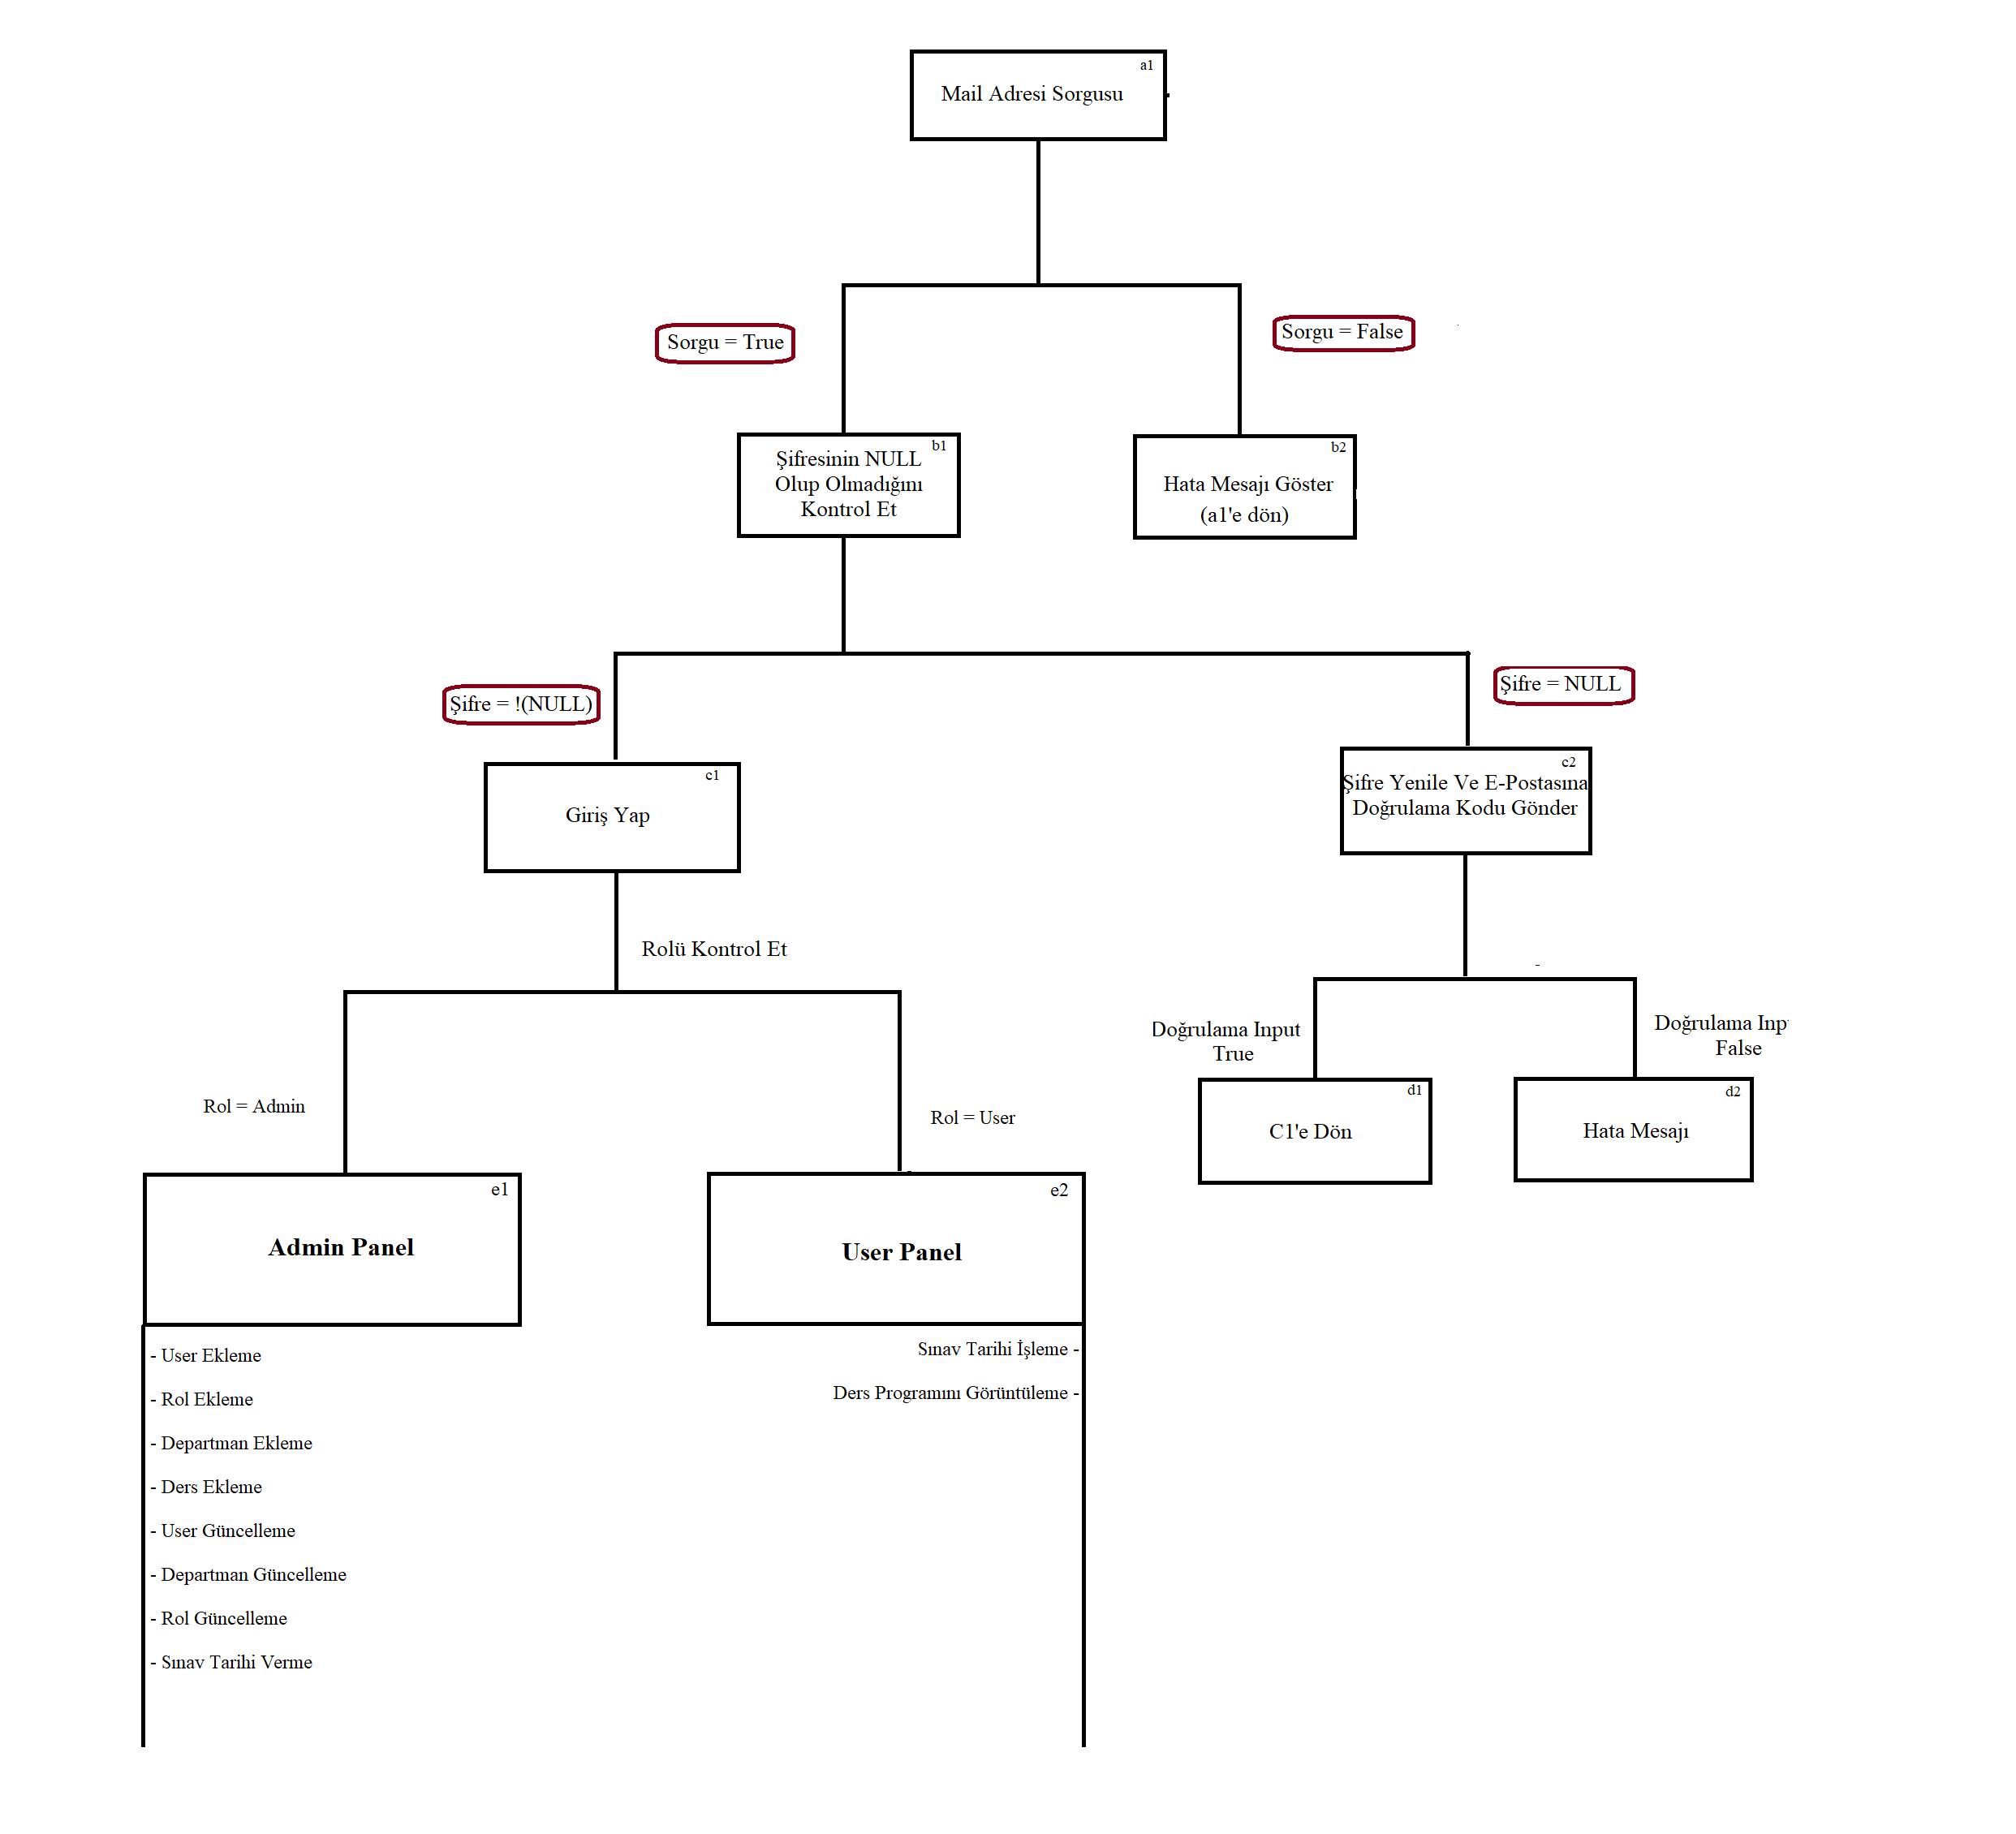 a1
Mail Adresi Sorgusu
Sorgu = True
Sorgu = False
b1
Şifresinin NULL
Olup Olmadığını
Kontrol Et
b2
Hata Mesajı Göster
(a1'e dön)
Şifre = !(NULL)
Şifre = NULL
c1
Giriş Yap
c2
Şifre Yenile Ve E-Postasına
Doğrulama Kodu Gönder
Rolü Kontrol Et
Doğrulama Input
True
Doğrulama Inp
False
Rol = Admin
Rol = User
d1
C1'e Dön
d2
Hata Mesajı
e1
Admin Panel
e2
User Panel
- User Ekleme
- Rol Ekleme
- Departman Ekleme
- Ders Ekleme
- User Güncelleme
- Departman Güncelleme
- Rol Güncelleme
- Sınav Tarihi Verme
Sınav Tarihi İşleme -
Ders Programını Görüntüleme -